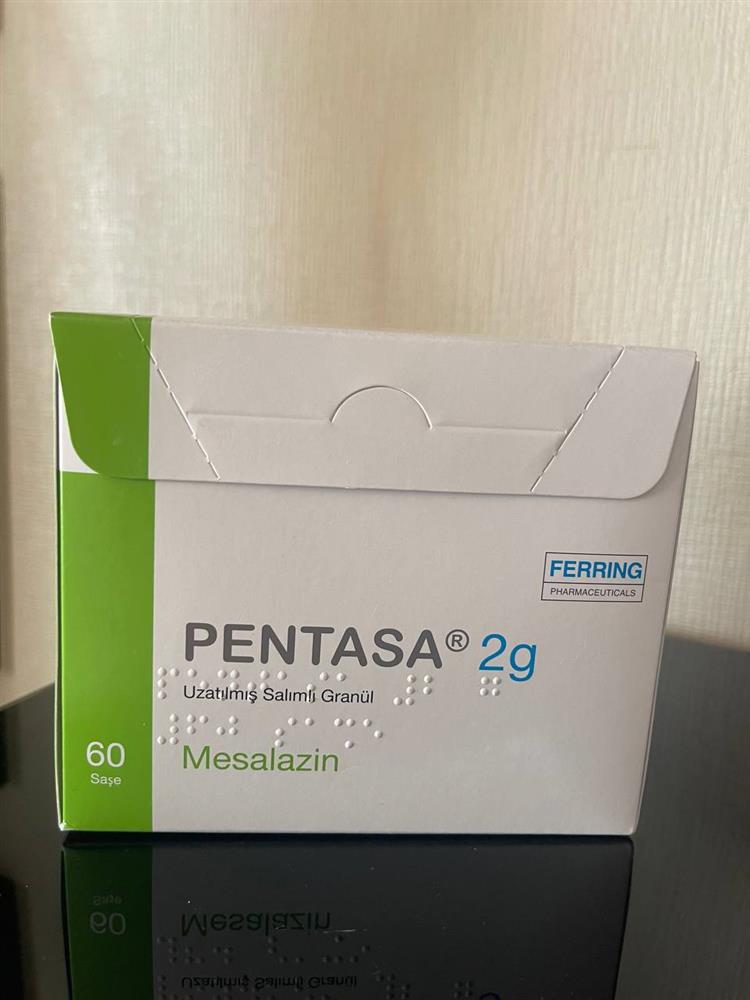 FERRING
PHARMACEUTICALS
PENTASA® 2g
Uzatılmış Salımlı Granül
60
Saşe
Mesalazin